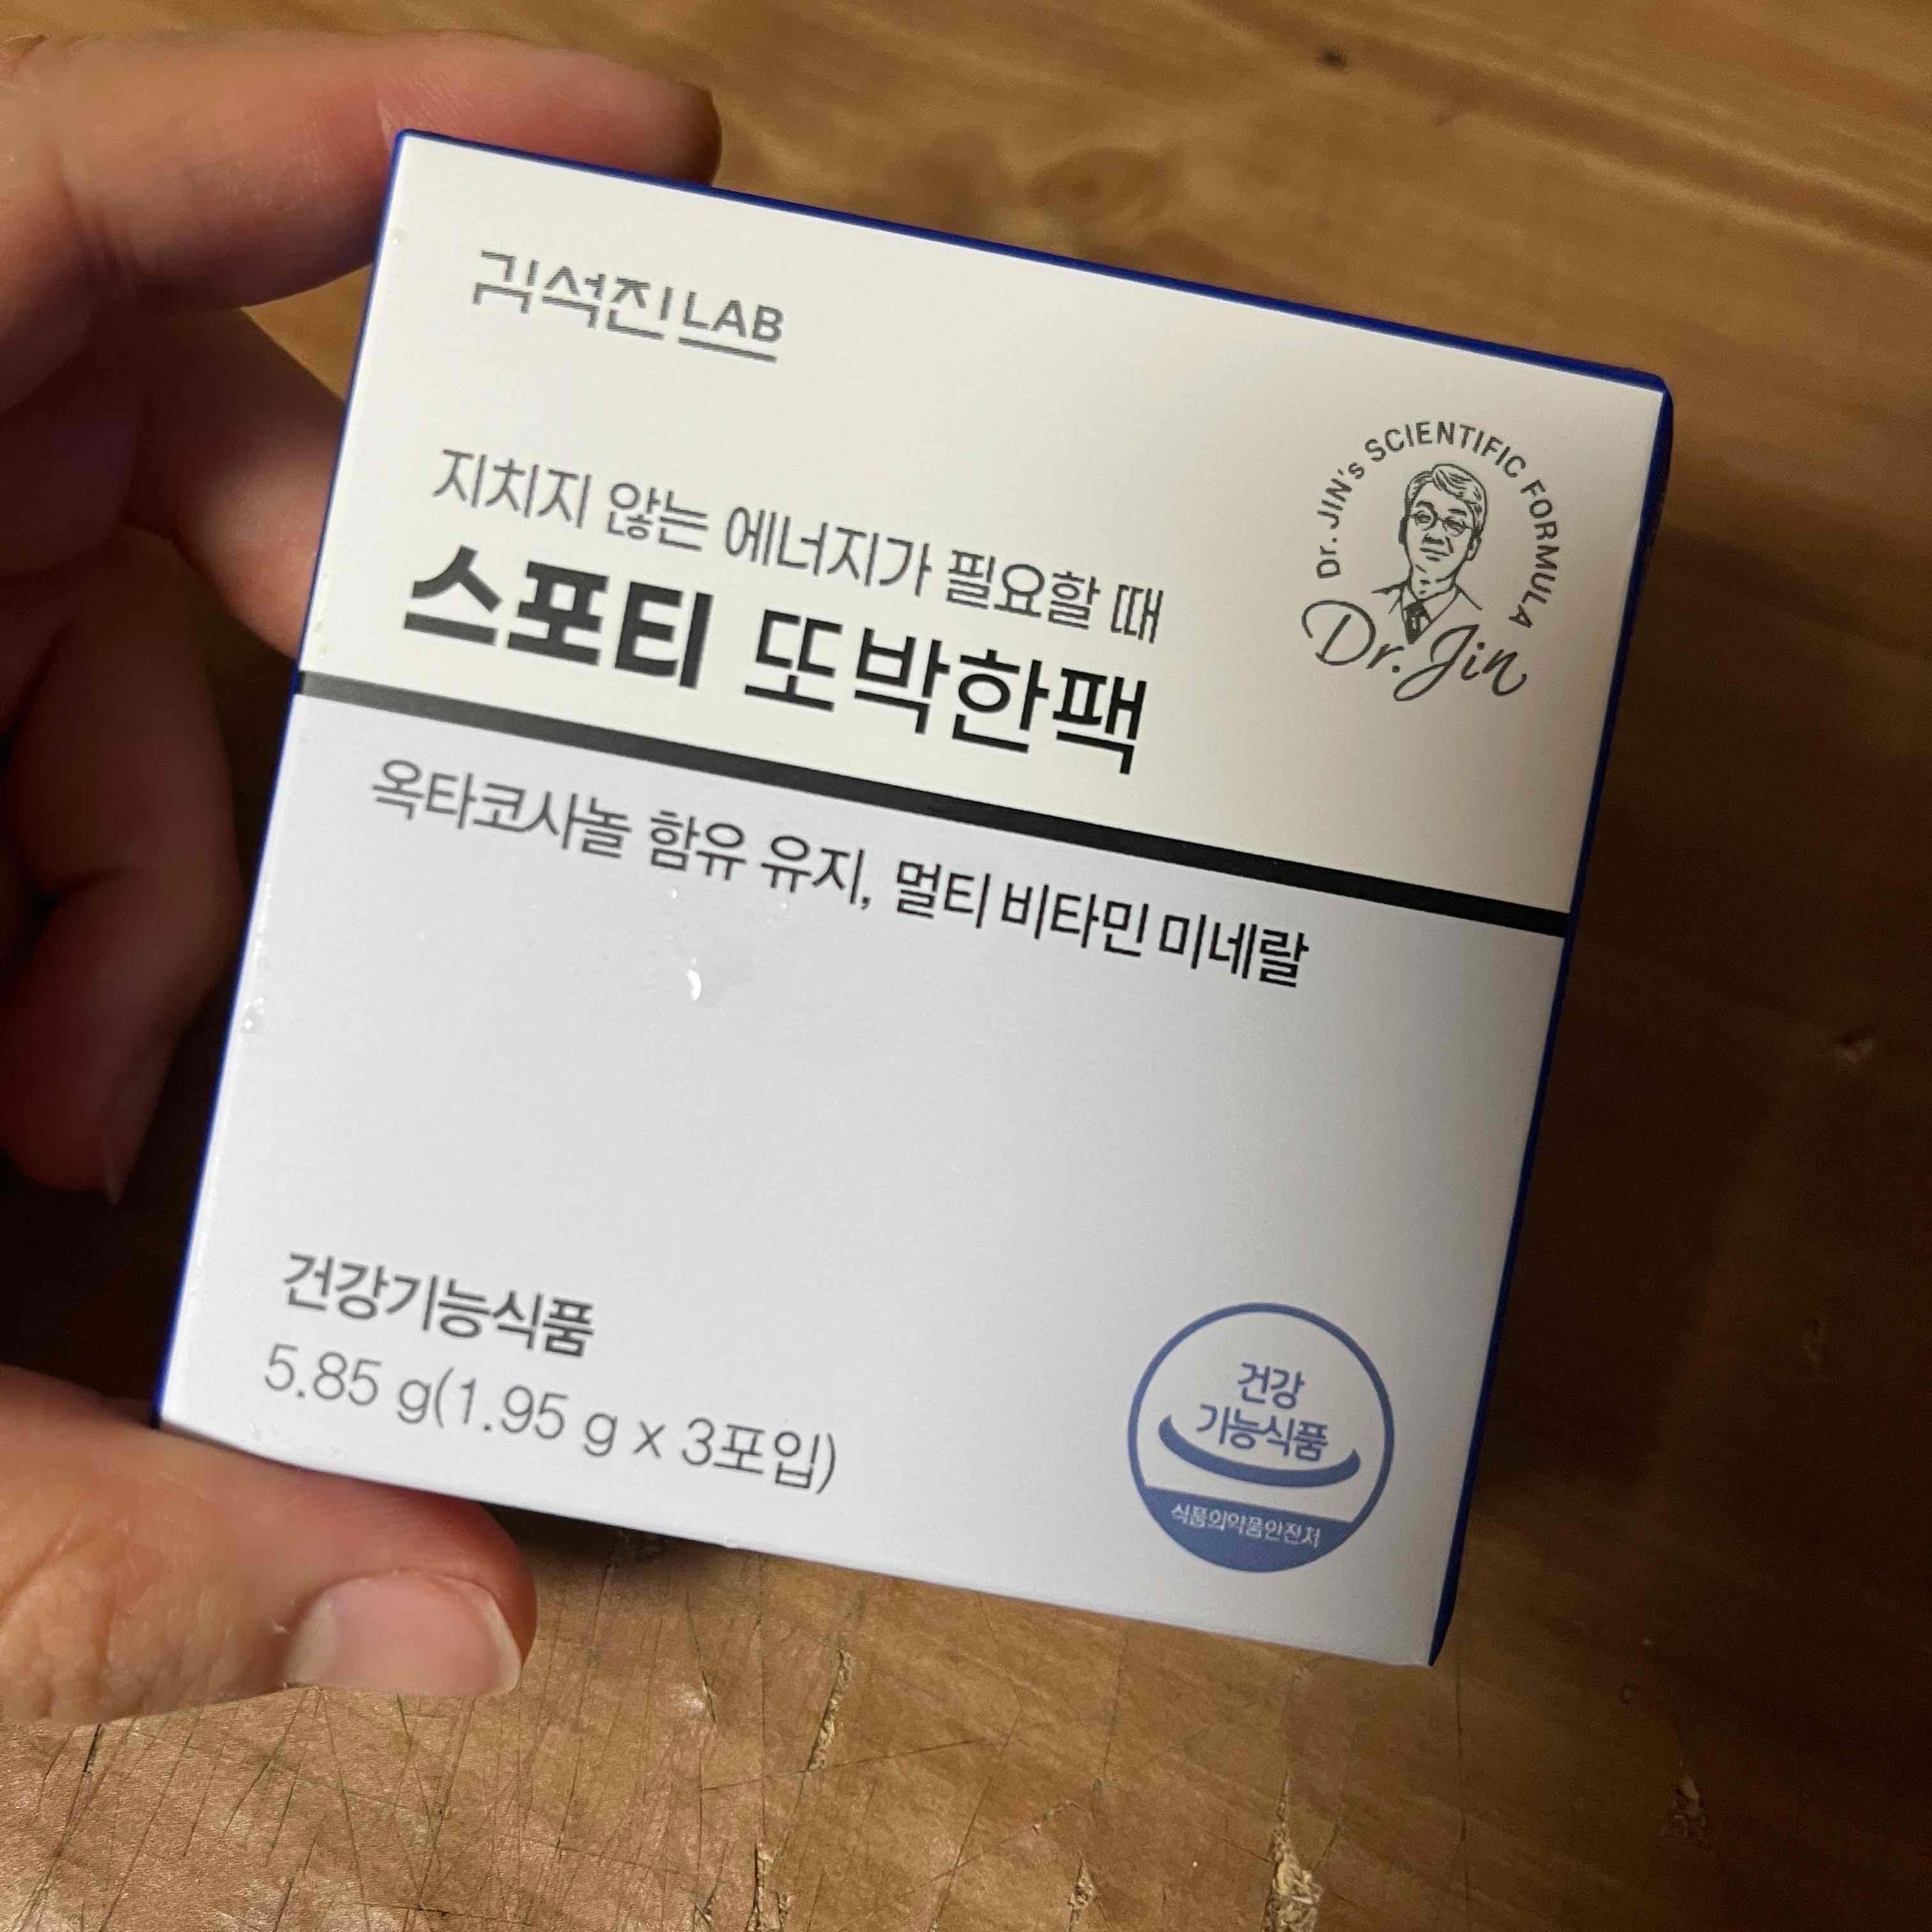 김석진LAB
Dr. JIN's SCIENTIFIC FORMULA
Dr. Jin
지치지 않는 에너지가 필요할 때
스포티 또박한팩
옥타코사놀 함유 유지, 멀티 비타민 미네랄
건강기능식품
5.85 g(1.95 g x 3포입)
건강
기능식품
식품의약품안전처